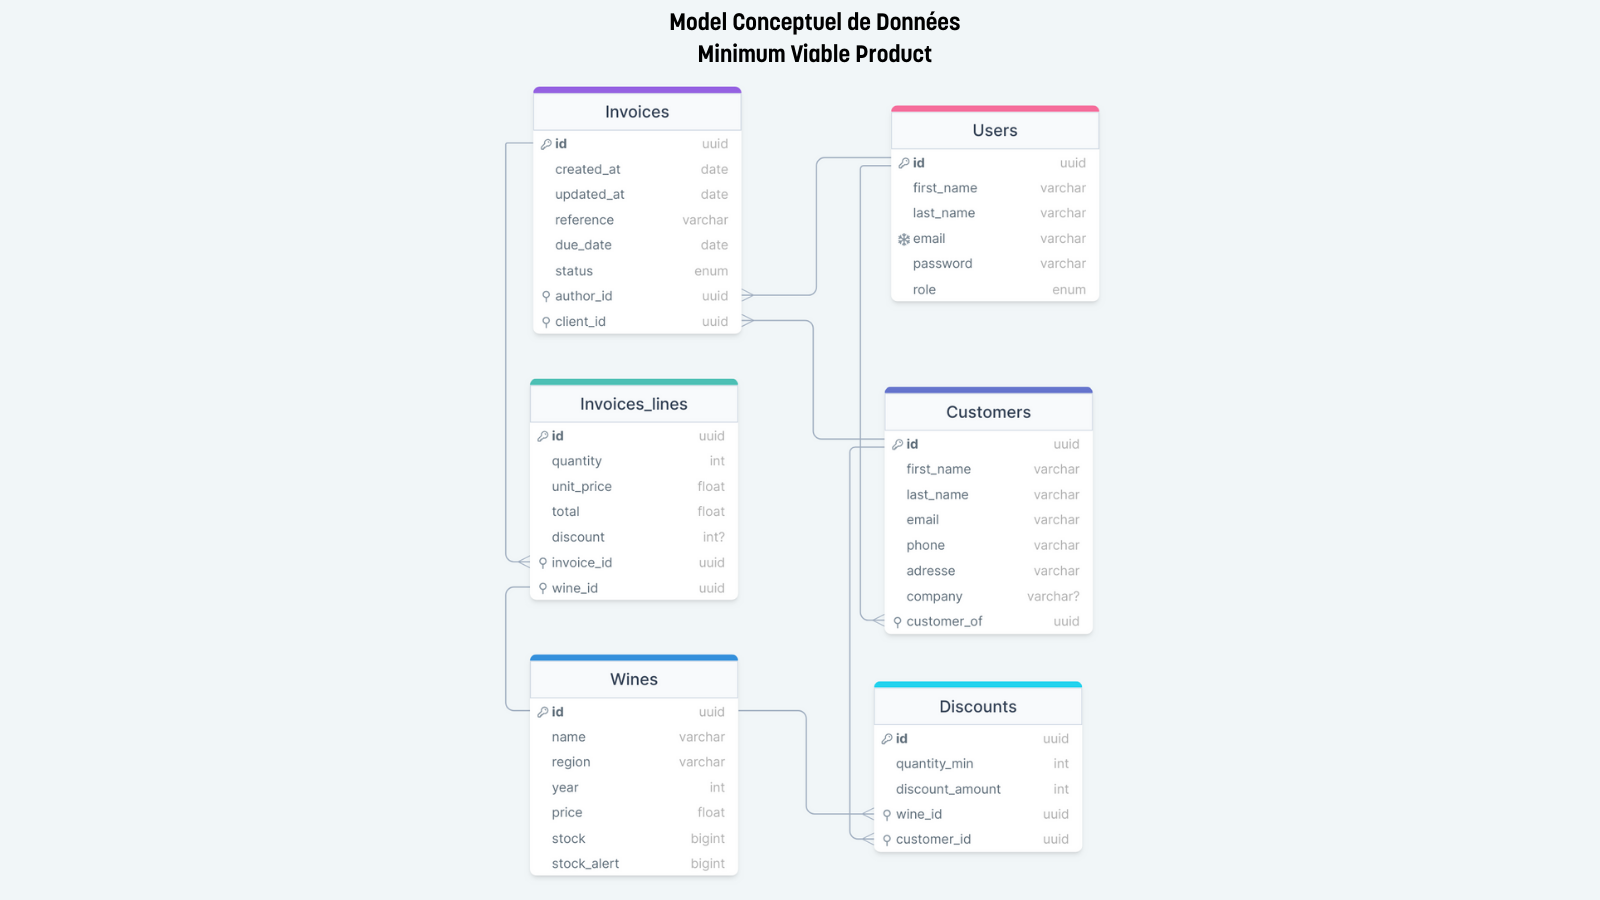 Model Conceptuel de Données
Minimum Viable Product
Invoices
id uuid
created_at date
updated_at date
reference varchar
due_date date
status enum
author_id uuid
client_id uuid
Users
id uuid
first_name varchar
last_name varchar
email varchar
password varchar
role enum
Invoices_lines
id uuid
quantity int
unit_price float
total float
discount int?
invoice_id uuid
wine_id uuid
Customers
id uuid
first_name varchar
last_name varchar
email varchar
phone varchar
adresse varchar
company varchar?
customer_of uuid
Wines
id uuid
name varchar
region varchar
year int
price float
stock bigint
stock_alert bigint
Discounts
id uuid
quantity_min int
discount_amount int
wine_id uuid
customer_id uuid